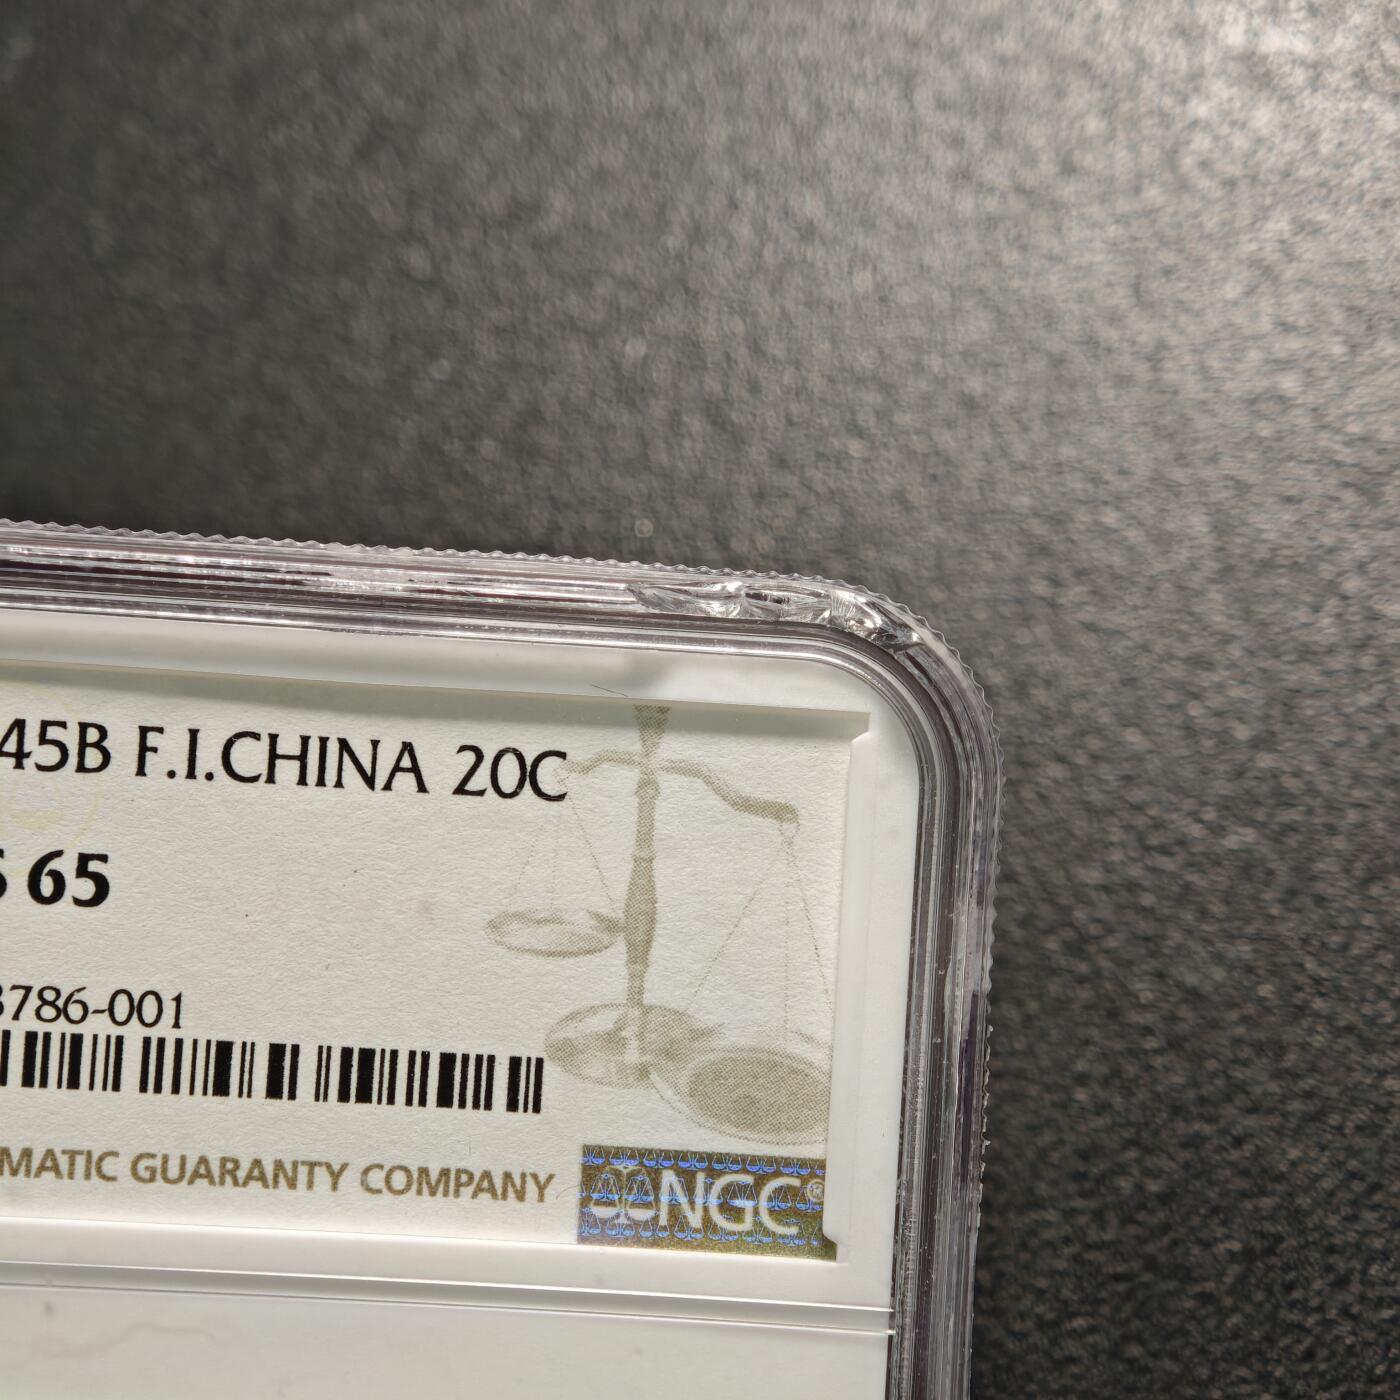 45B F.I.CHINA 20C
65
3786-001
MATIC GUARANTY COMPANY
NGC®